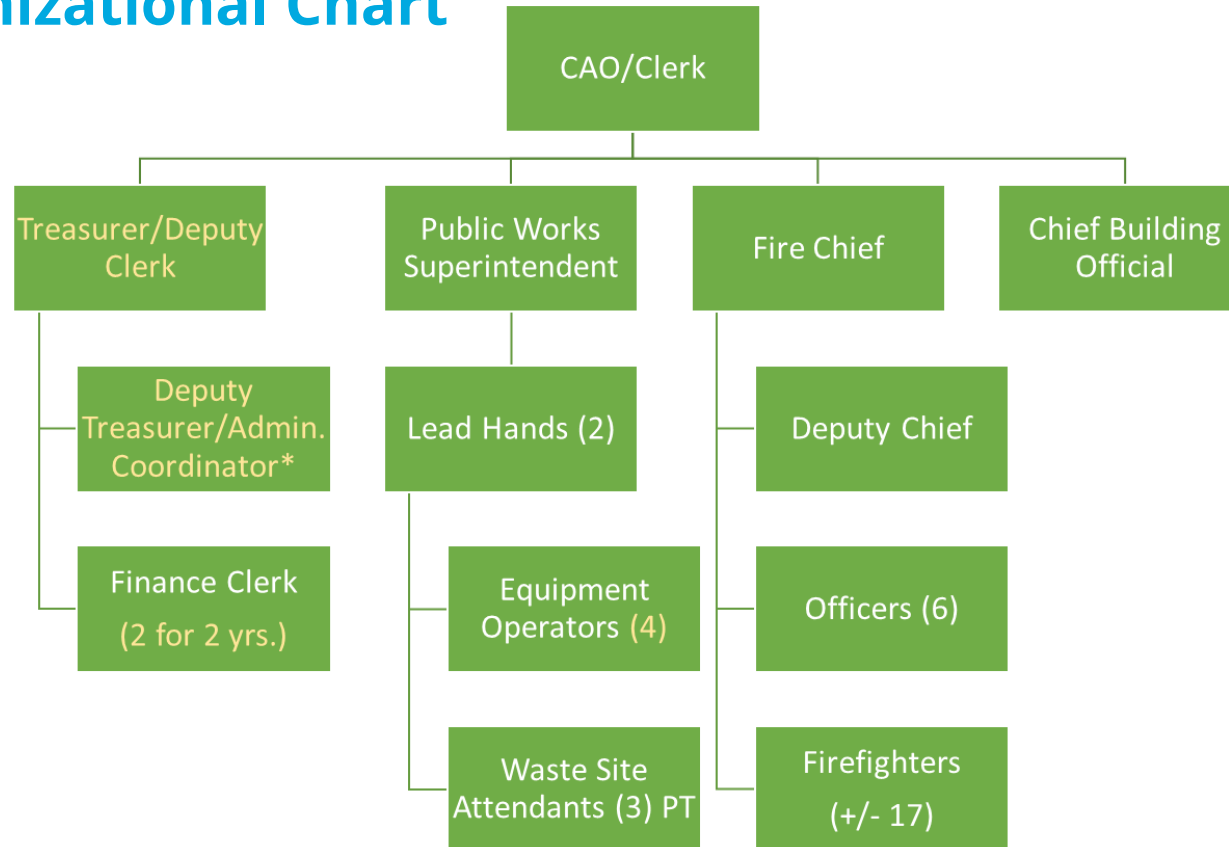 nizational Chart
CAO/Clerk
Treasurer/Deputy
Clerk
Public Works
Superintendent
Fire Chief
Chief Building
Official
Deputy
Treasurer/Admin.
Coordinator*
Lead Hands (2)
Deputy Chief
Finance Clerk
(2 for 2 yrs.)
Equipment
Operators (4)
Officers (6)
Waste Site
Attendants (3) PT
Firefighters
(+/- 17)